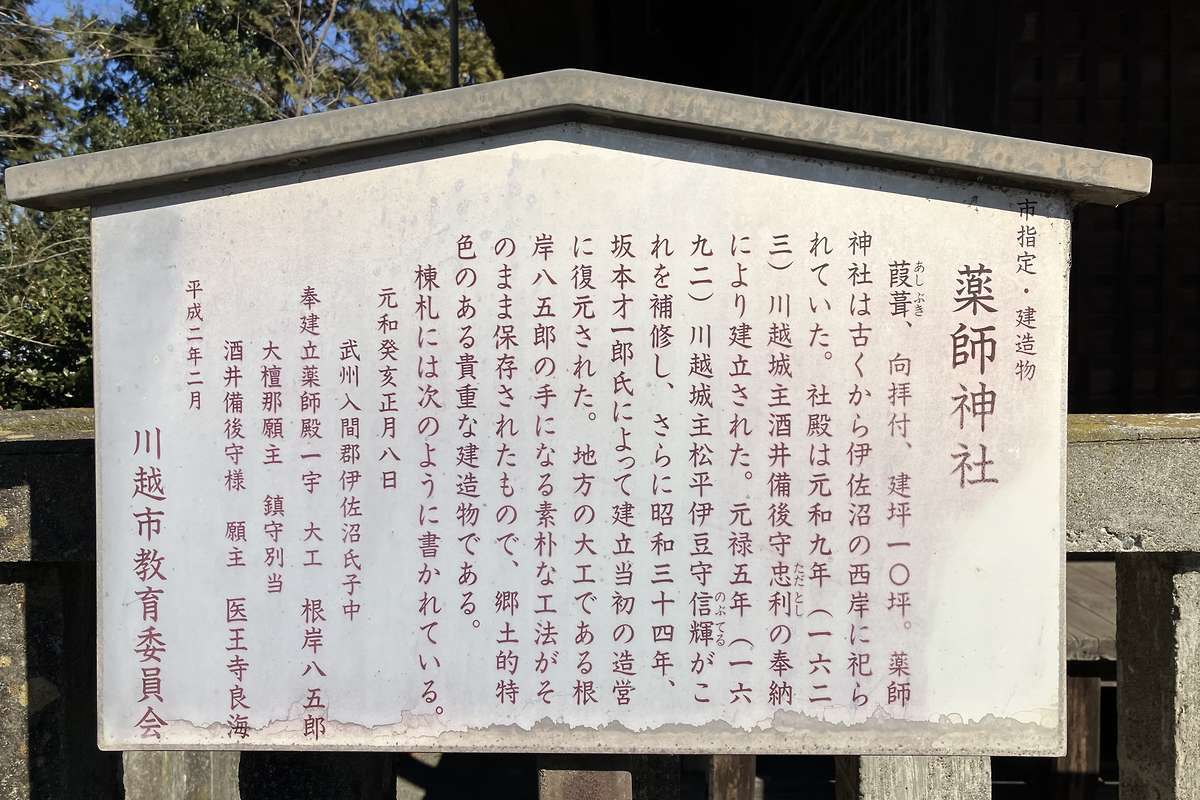 市指定・建造物
薬師神社
葭葺、向拝付、建坪一〇坪。薬師
あしぶき
神社は古くから伊佐沼の西岸に祀ら
れていた。社殿は元和九年（一六二
三）川越城主酒井備後守忠利の奉納
ただとし
により建立された。元禄五年（一六
九二）川越城主松平伊豆守信輝がこ
のぶてる
れを補修し、さらに昭和三十四年、
坂本才一郎氏によって建立当初の造営
に復元された。地方の大工である根
岸八五郎の手になる素朴な工法がそ
のまま保存されたもので、郷土的特
色のある貴重な建造物である。
棟札には次のように書かれている。
元和癸亥正月八日
武州入間郡伊佐沼氏子中
奉建立薬師殿一宇 大工 根岸八五郎
大檀那願主 鎮守別当
酒井備後守様 願主 医王寺良海
平成二年二月
川越市教育委員会